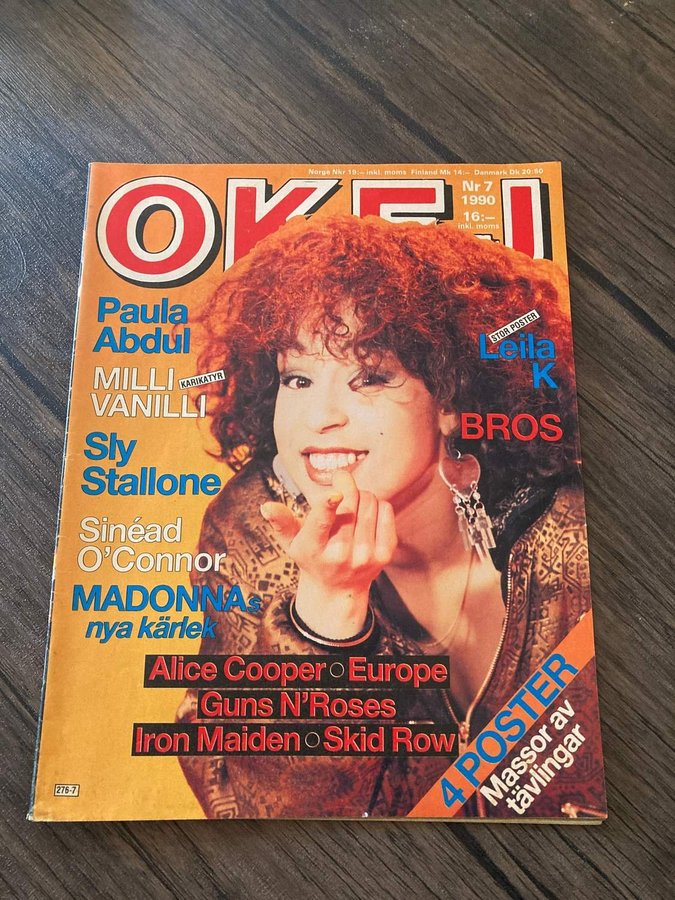 Norge Nkr 19:– inkl. moms Finland Mk 14:– Danmark Dk 20:50
OKEJ
Nr 7
1990
16:–
inkl. moms
Paula
Abdul
MILLI
VANILLI
KARIKATYR
Sly
Stallone
Sinéad
O'Connor
MADONNAs
nya kärlek
STOR POSTER
Leila
K
BROS
Alice Cooper ○ Europe
Guns N'Roses
Iron Maiden ○ Skid Row
4 POSTER
Massor av
tävlingar
276-7